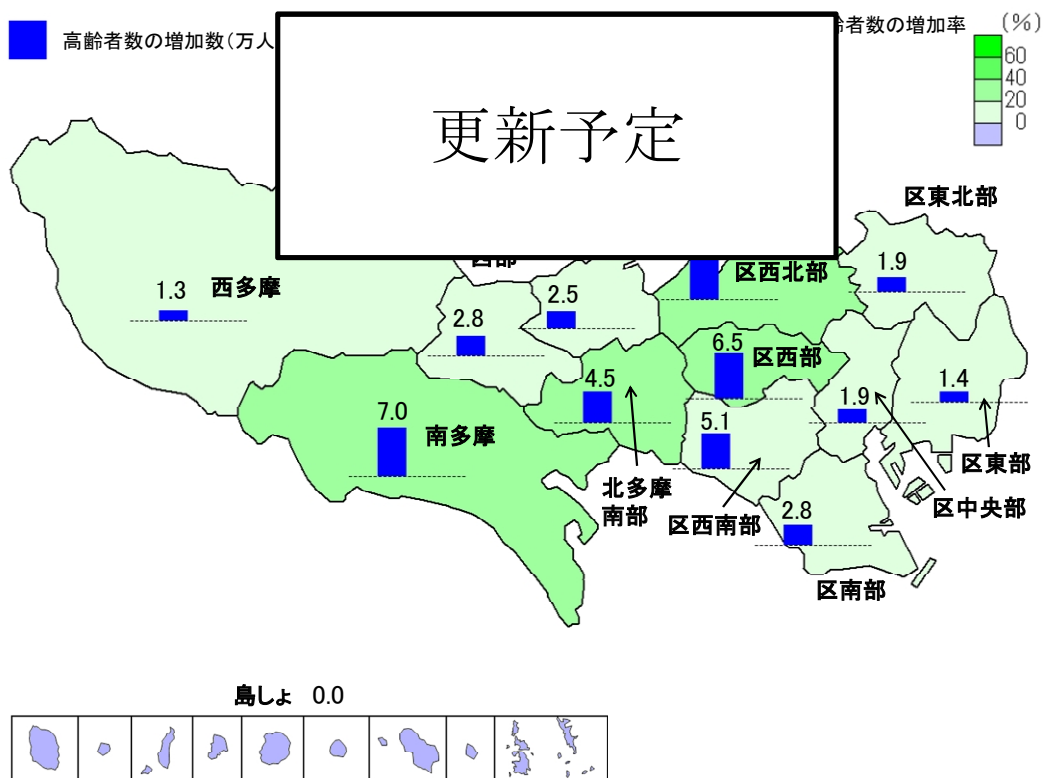 高齢者数の増加数(万人
齢者数の増加率
(%)
60
40
20
0
更新予定
区東北部
1.9
西部
区西北部
西多摩
1.3
2.5
2.8
6.5
区西部
4.5
1.9
1.4
7.0
南多摩
5.1
区東部
北多摩
南部
区西南部
区中央部
2.8
区南部
島しょ 0.0